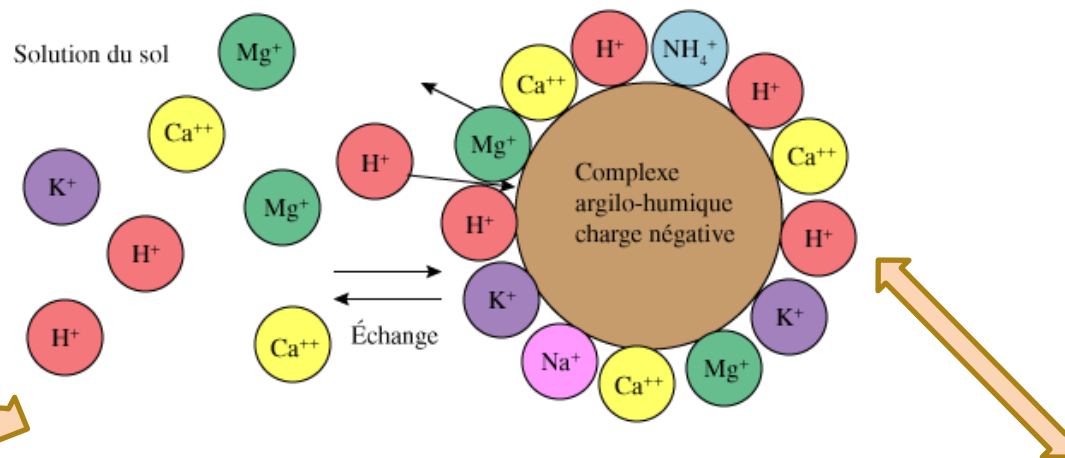 Solution du sol
Mg⁺
Ca⁺⁺
K⁺
H⁺
Mg⁺
H⁺
H⁺
Ca⁺⁺
Échange
H⁺
NH₄⁺
Ca⁺⁺
H⁺
Mg⁺
Ca⁺⁺
H⁺
H⁺
K⁺
K⁺
Na⁺
Ca⁺⁺
Mg⁺
Complexe
argilo-humique
charge négative